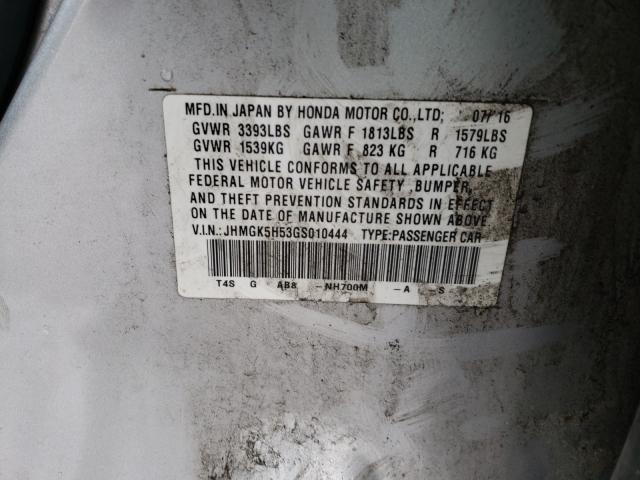 MFD.IN JAPAN BY HONDA MOTOR CO.,LTD; 07/16
GVWR 3393LBS GAWR F 1813LBS R 1579LBS
GVWR 1539KG GAWR F 823 KG R 716 KG
THIS VEHICLE CONFORMS TO ALL APPLICABLE
FEDERAL MOTOR VEHICLE SAFETY ,BUMPER,
AND THEFT PREVENTION STANDARDS IN EFFECT
ON THE DATE OF MANUFACTURE SHOWN ABOVE.
V.I.N.: JHMGK5H53GS010444 TYPE:PASSENGER CAR
T4S G AB8 -NH700M -A -S